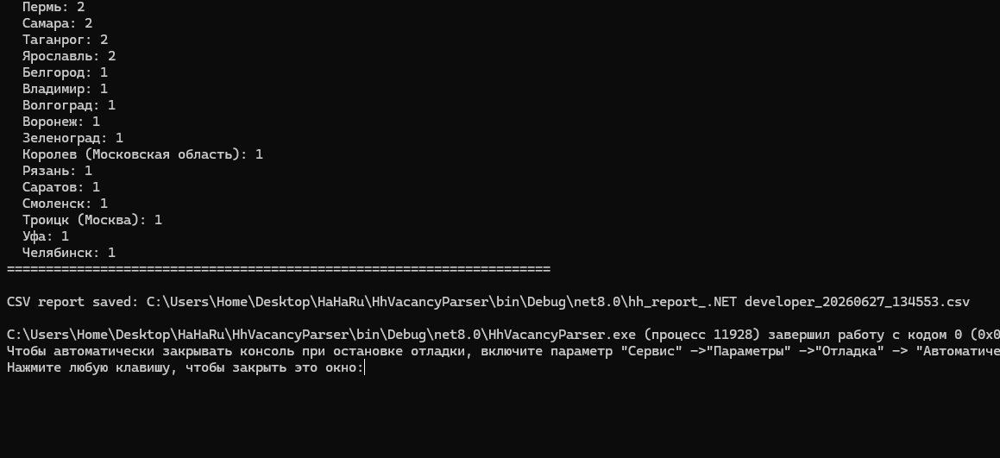 Пермь: 2
Самара: 2
Таганрог: 2
Ярославль: 2
Белгород: 1
Владимир: 1
Волгоград: 1
Воронеж: 1
Зеленоград: 1
Королев (Московская область): 1
Рязань: 1
Саратов: 1
Смоленск: 1
Троицк (Москва): 1
Уфа: 1
Челябинск: 1
======================================================================
CSV report saved: C:\Users\Home\Desktop\HaHaRu\HhVacancyParser\bin\Debug\net8.0\hh_report_.NET developer_20260627_134553.csv
C:\Users\Home\Desktop\HaHaRu\HhVacancyParser\bin\Debug\net8.0\HhVacancyParser.exe (процесс 11928) завершил работу с кодом 0 (0x0
Чтобы автоматически закрывать консоль при остановке отладки, включите параметр "Сервис" ->"Параметры" ->"Отладка" -> "Автоматиче
Нажмите любую клавишу, чтобы закрыть это окно: